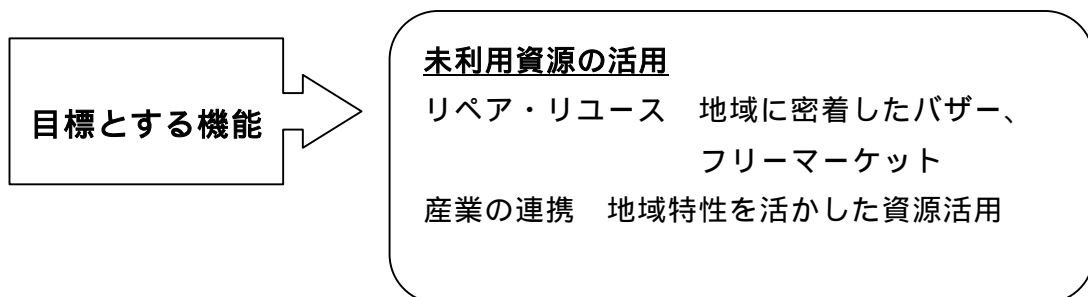 目標とする機能
未利用資源の活用
リペア・リユース　地域に密着したバザー、
フリーマーケット
産業の連携　地域特性を活かした資源活用